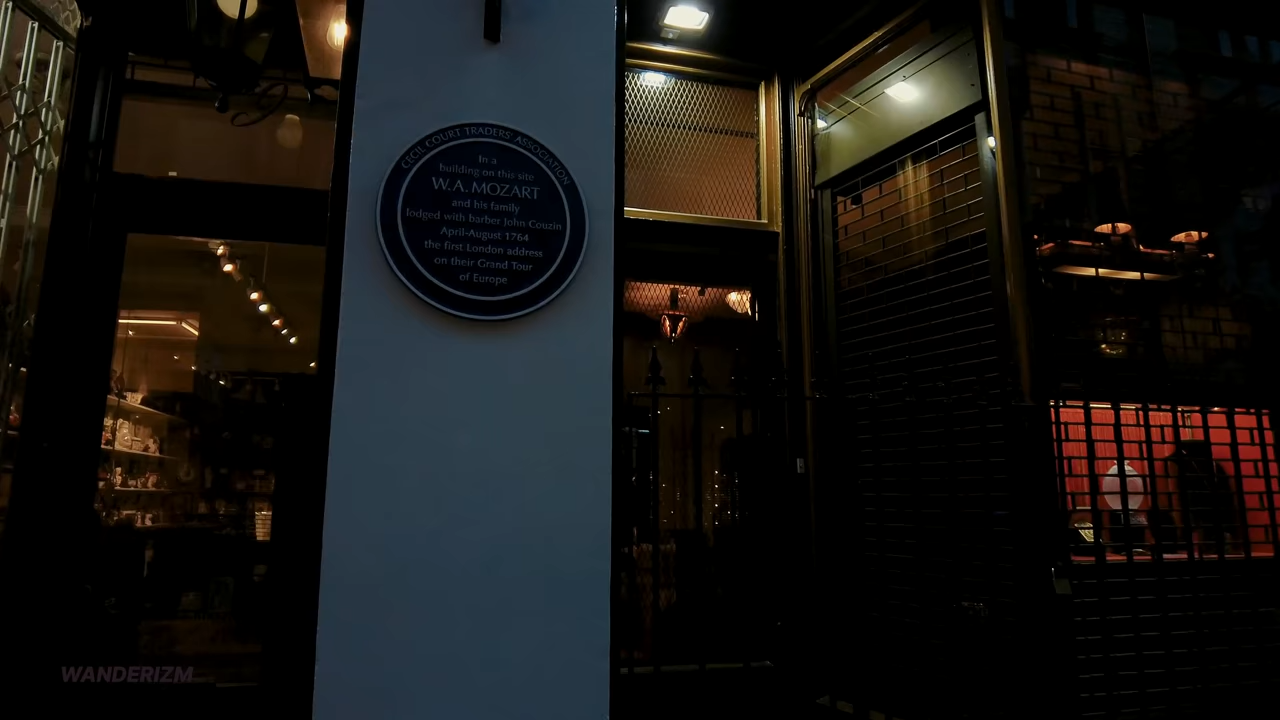 CECIL COURT TRADERS' ASSOCIATION
In a
building on this site
W.A. MOZART
and his family
lodged with barber John Couzin
April-August 1764
the first London address
on their Grand Tour
of Europe
WANDERIZM